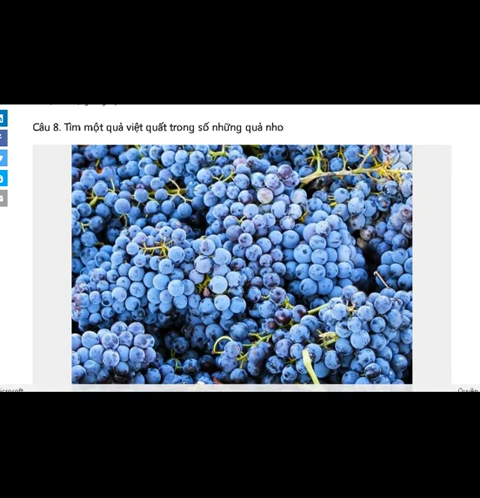 Câu 8. Tìm một quả việt quất trong số những quả nho